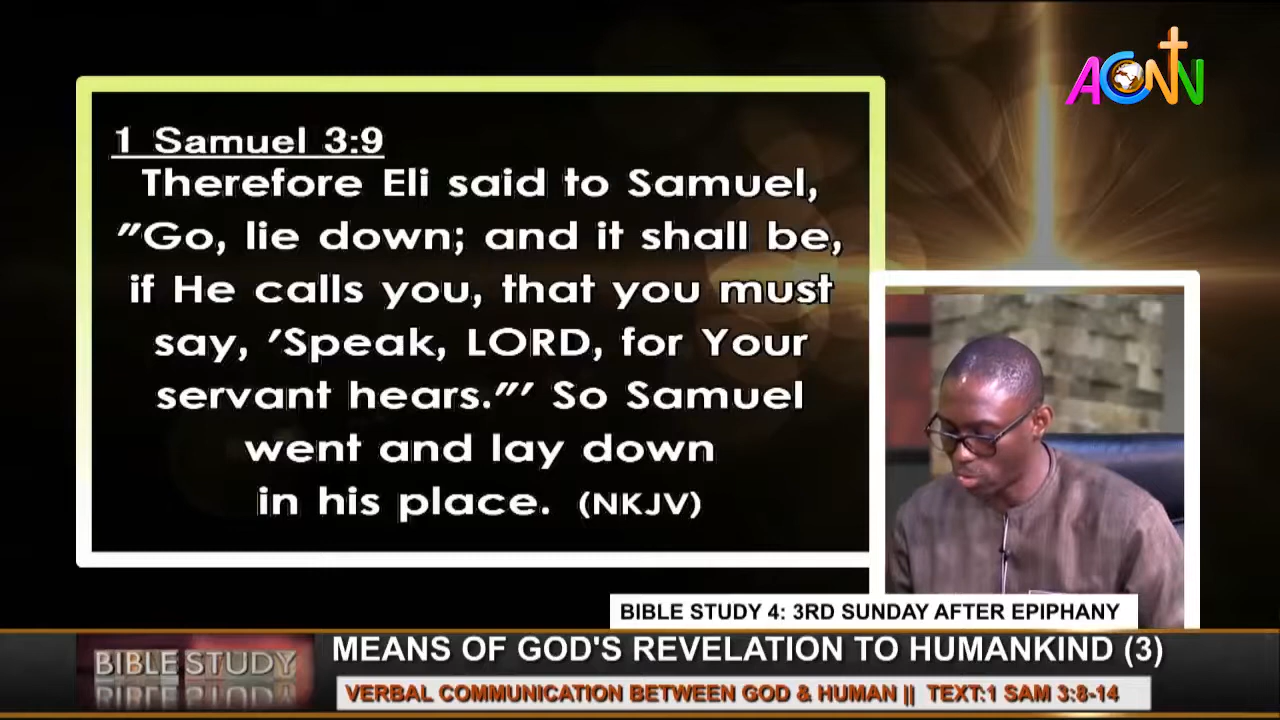 ACNN
1 Samuel 3:9
Therefore Eli said to Samuel,
"Go, lie down; and it shall be,
if He calls you, that you must
say, 'Speak, LORD, for Your
servant hears."' So Samuel
went and lay down
in his place. (NKJV)
BIBLE STUDY 4: 3RD SUNDAY AFTER EPIPHANY
BIBLE STUDY
MEANS OF GOD'S REVELATION TO HUMANKIND (3)
VERBAL COMMUNICATION BETWEEN GOD & HUMAN || TEXT:1 SAM 3:8-14